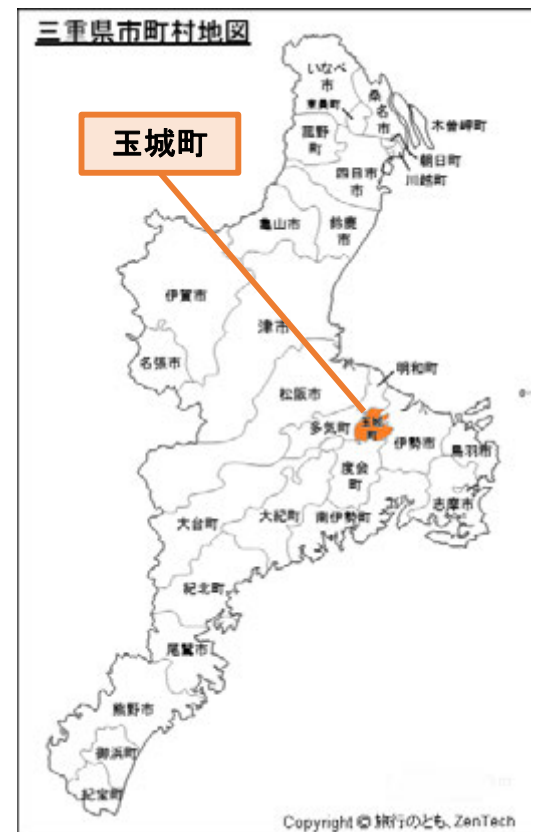 三重県市町村地図
玉城町
いなべ
市
東員町
桑
名
市
木曽岬町
菰野
町
朝日町
川越町
四日市
市
亀山市
鈴鹿
市
伊賀市
津市
名張市
明和町
松阪市
多気町
玉城
町
伊勢市
鳥羽市
度会
町
志摩市
大台町
大紀町
南伊勢町
紀北町
尾鷲市
熊野市
御浜町
紀宝町
Copyright © 旅行のとも、ZenTech